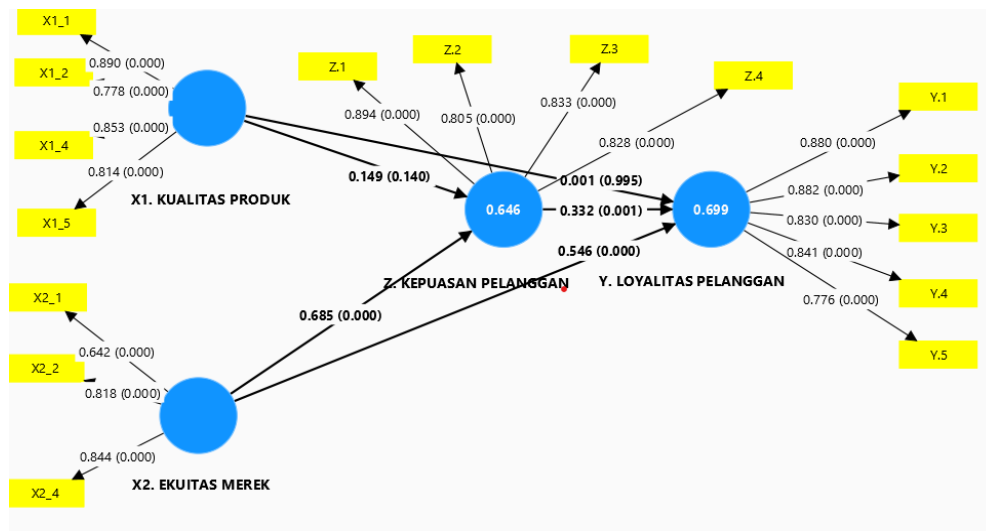 X1_1
0.890 (0.000)
X1_2
0.778 (0.000)
X1_4
0.853 (0.000)
0.814 (0.000)
X1_5
X1. KUALITAS PRODUK
Z.1
Z.2
Z.3
Z.4
0.894 (0.000)
0.805 (0.000)
0.833 (0.000)
0.828 (0.000)
0.149 (0.140)
0.001 (0.995)
0.646
0.332 (0.001)
0.699
0.546 (0.000)
Z. KEPUASAN PELANGGAN
Y. LOYALITAS PELANGGAN
0.685 (0.000)
Y.1
0.880 (0.000)
Y.2
0.882 (0.000)
0.830 (0.000)
Y.3
0.841 (0.000)
Y.4
0.776 (0.000)
Y.5
X2_1
0.642 (0.000)
X2_2
0.818 (0.000)
0.844 (0.000)
X2_4
X2. EKUITAS MEREK